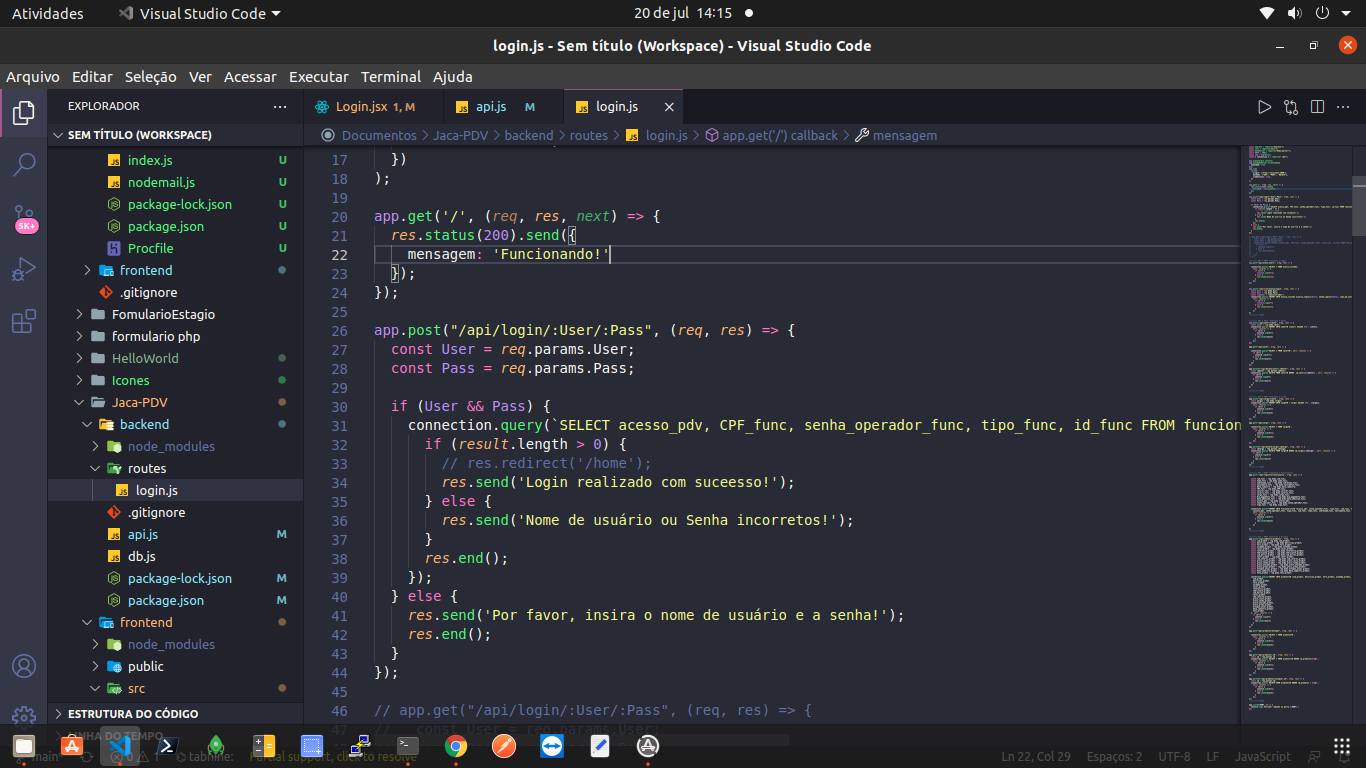 Atividades
Visual Studio Code
20 de jul 14:15
login.js - Sem título (Workspace) - Visual Studio Code
Arquivo Editar Seleção Ver Acessar Executar Terminal Ajuda
EXPLORADOR
Login.jsx 1, M
api.js M
login.js
SEM TÍTULO (WORKSPACE)
Documentos > Jaca-PDV > backend > routes > login.js > app.get('/') callback > mensagem
index.js U
nodemail.js U
package-lock.json U
package.json U
Procfile U
frontend
.gitignore
FomularioEstagio
formulario php
HelloWorld
Icones
Jaca-PDV
backend
node_modules
routes
login.js
.gitignore
api.js M
db.js
package-lock.json M
package.json M
frontend
node_modules
public
src
ESTRUTURA DO CÓDIGO
LINHA DO TEMPO
5K+
17 })
18 );
19
20 app.get('/', (req, res, next) => {
21 res.status(200).send({
22 mensagem: 'Funcionando!'
23 });
24 });
25
26 app.post("/api/login/:User/:Pass", (req, res) => {
27 const User = req.params.User;
28 const Pass = req.params.Pass;
29
30 if (User && Pass) {
31 connection.query(`SELECT acesso_pdv, CPF_func, senha_operador_func, tipo_func, id_func FROM funcion
32 if (result.length > 0) {
33 // res.redirect('/home');
34 res.send('Login realizado com suceesso!');
35 } else {
36 res.send('Nome de usuário ou Senha incorretos!');
37 }
38 res.end();
39 });
40 } else {
41 res.send('Por favor, insira o nome de usuário e a senha!');
42 res.end();
43 }
44 });
45
46 // app.get("/api/login/:User/:Pass", (req, res) => {
47 // const User = req.params.User;
main
0 1
tabnine:
Partial support, click to resolve
Ln 22, Col 29
Espaços: 2
UTF-8
LF
JavaScript